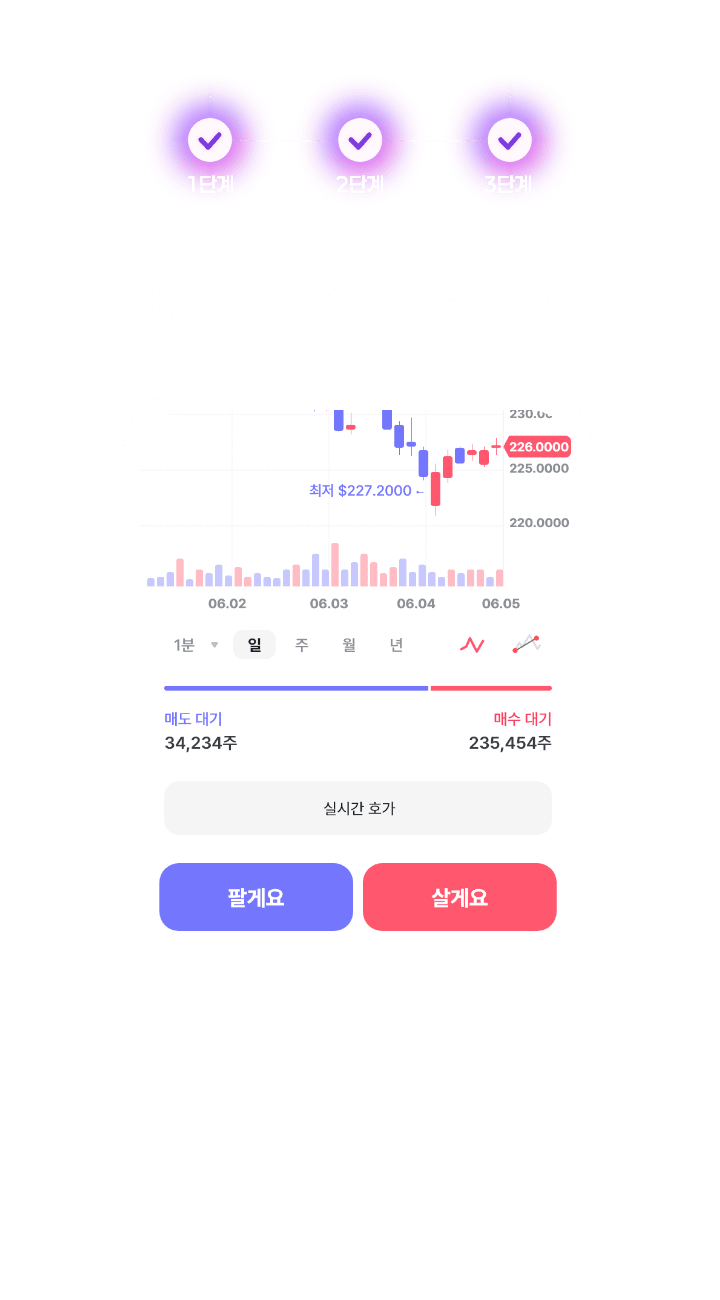 1단계 2단계 3단계
230.00
226.0000
225.0000
최저 $227.2000
220.0000
06.02 06.03 06.04 06.05
1분 일 주 월 년
매도 대기 매수 대기
34,234주 235,454주
실시간 호가
팔게요 살게요